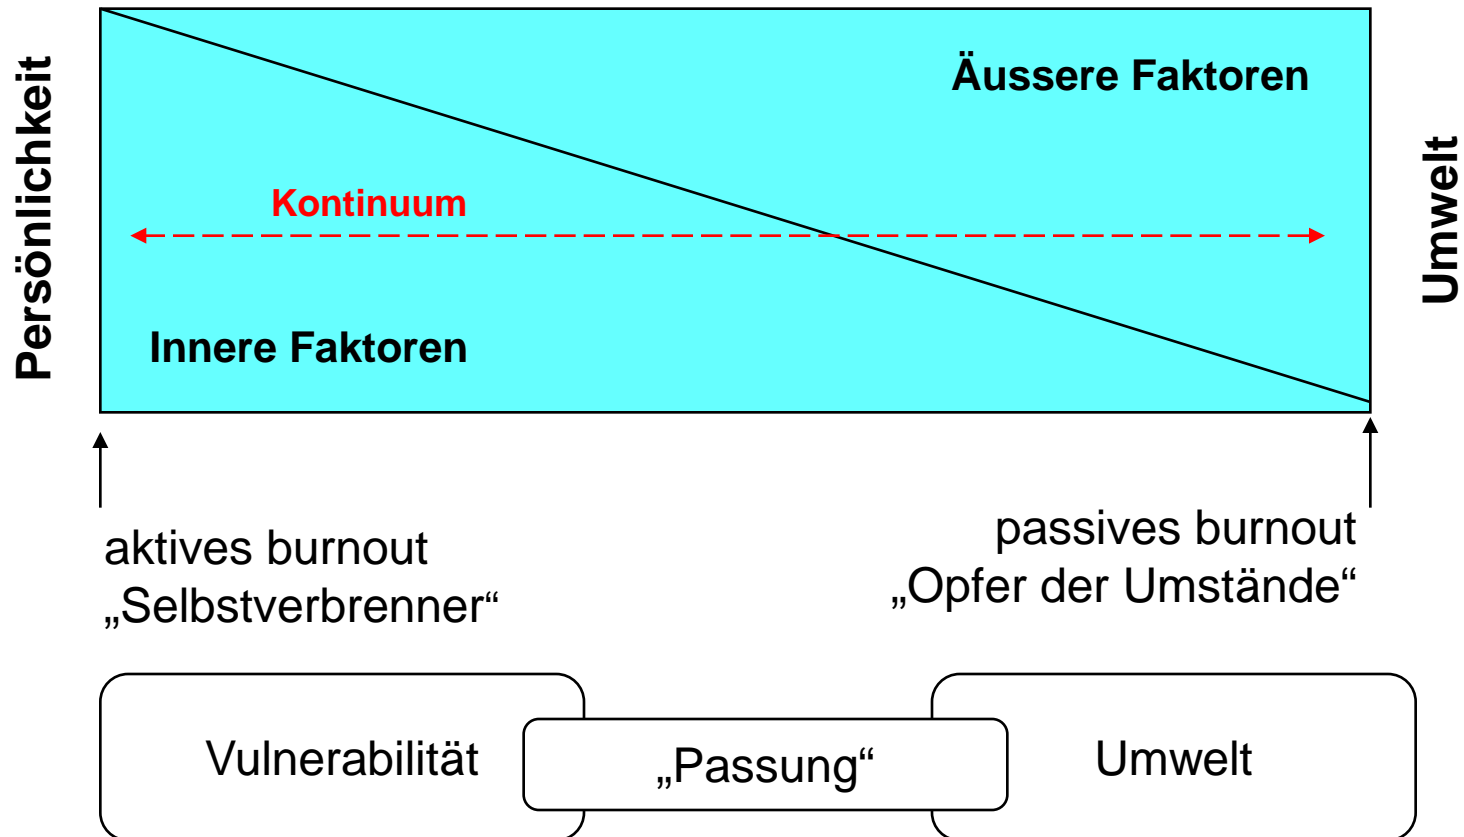 Persönlichkeit
Äussere Faktoren
Umwelt
Kontinuum
Innere Faktoren
aktives burnout
„Selbstverbrenner“
passives burnout
„Opfer der Umstände“
Vulnerabilität
„Passung“
Umwelt